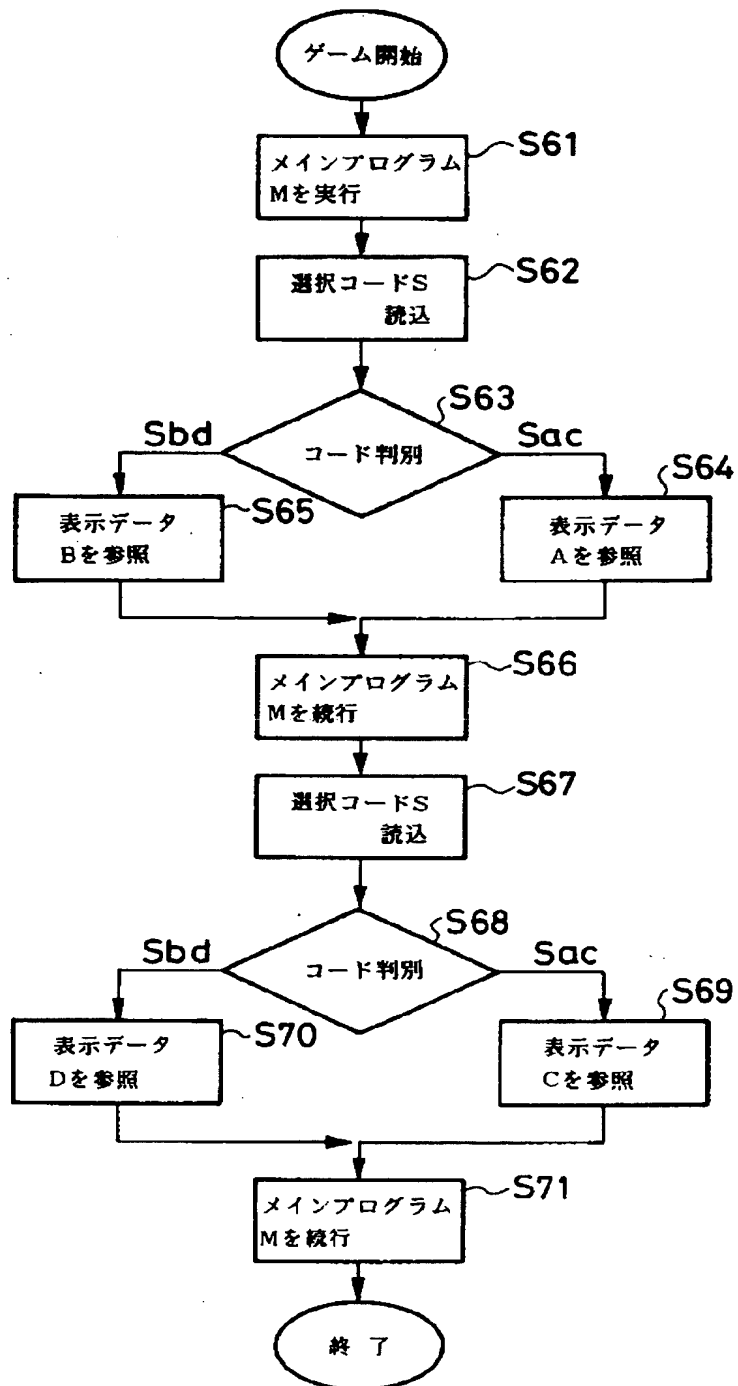 ゲーム開始
S61
メインプログラム
Mを実行
S62
選択コードS
読込
S63
Sbd
コード判別
Sac
S64
表示データ
Aを参照
S65
表示データ
Bを参照
S66
メインプログラム
Mを続行
S67
選択コードS
読込
S68
Sbd
コード判別
Sac
S69
表示データ
Cを参照
S70
表示データ
Dを参照
S71
メインプログラム
Mを続行
終了